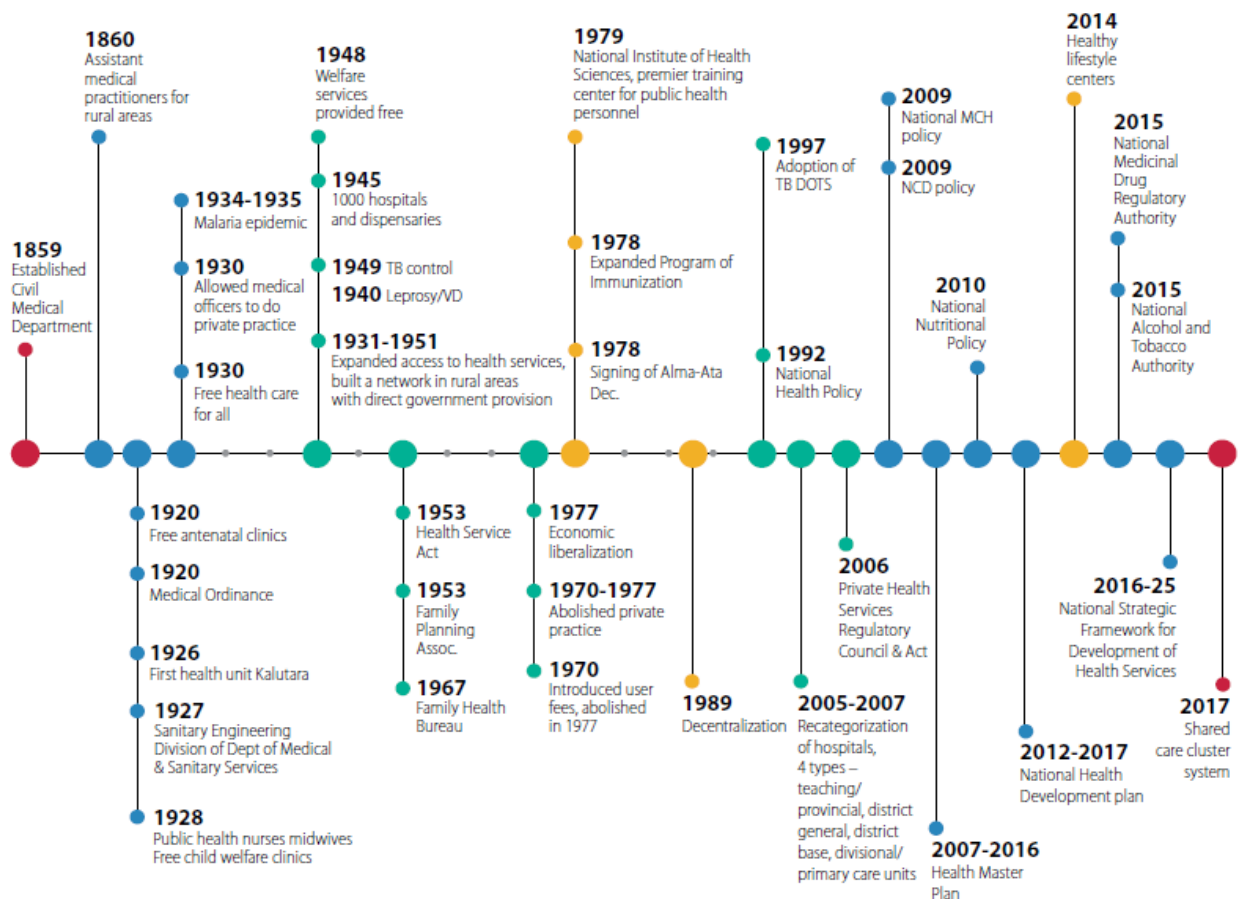 1859
Established
Civil
Medical
Department
1860
Assistant
medical
practitioners for
rural areas
1934-1935
Malaria epidemic
1930
Allowed medical
officers to do
private practice
1930
Free health care
for all
1948
Welfare
services
provided free
1945
1000 hospitals
and dispensaries
1949 TB control
1940 Leprosy/VD
1931-1951
Expanded access to health services,
built a network in rural areas
with direct government provision
1979
National Institute of Health
Sciences, premier training
center for public health
personnel
1978
Expanded Program of
Immunization
1978
Signing of Alma-Ata
Dec.
1997
Adoption of
TB DOTS
1992
National
Health Policy
2009
National MCH
policy
2009
NCD policy
2010
National
Nutritional
Policy
2014
Healthy
lifestyle
centers
2015
National
Medicinal
Drug
Regulatory
Authority
2015
National
Alcohol and
Tobacco
Authority
1920
Free antenatal clinics
1920
Medical Ordinance
1926
First health unit Kalutara
1927
Sanitary Engineering
Division of Dept of Medical
& Sanitary Services
1928
Public health nurses midwives
Free child welfare clinics
1953
Health Service
Act
1953
Family
Planning
Assoc.
1967
Family Health
Bureau
1977
Economic
liberalization
1970-1977
Abolished private
practice
1970
Introduced user
fees, abolished
in 1977
1989
Decentralization
2005-2007
Recategorization
of hospitals,
4 types –
teaching/
provincial, district
general, district
base, divisional/
primary care units
2006
Private Health
Services
Regulatory
Council & Act
2007-2016
Health Master
Plan
2012-2017
National Health
Development plan
2016-25
National Strategic
Framework for
Development of
Health Services
2017
Shared
care cluster
system